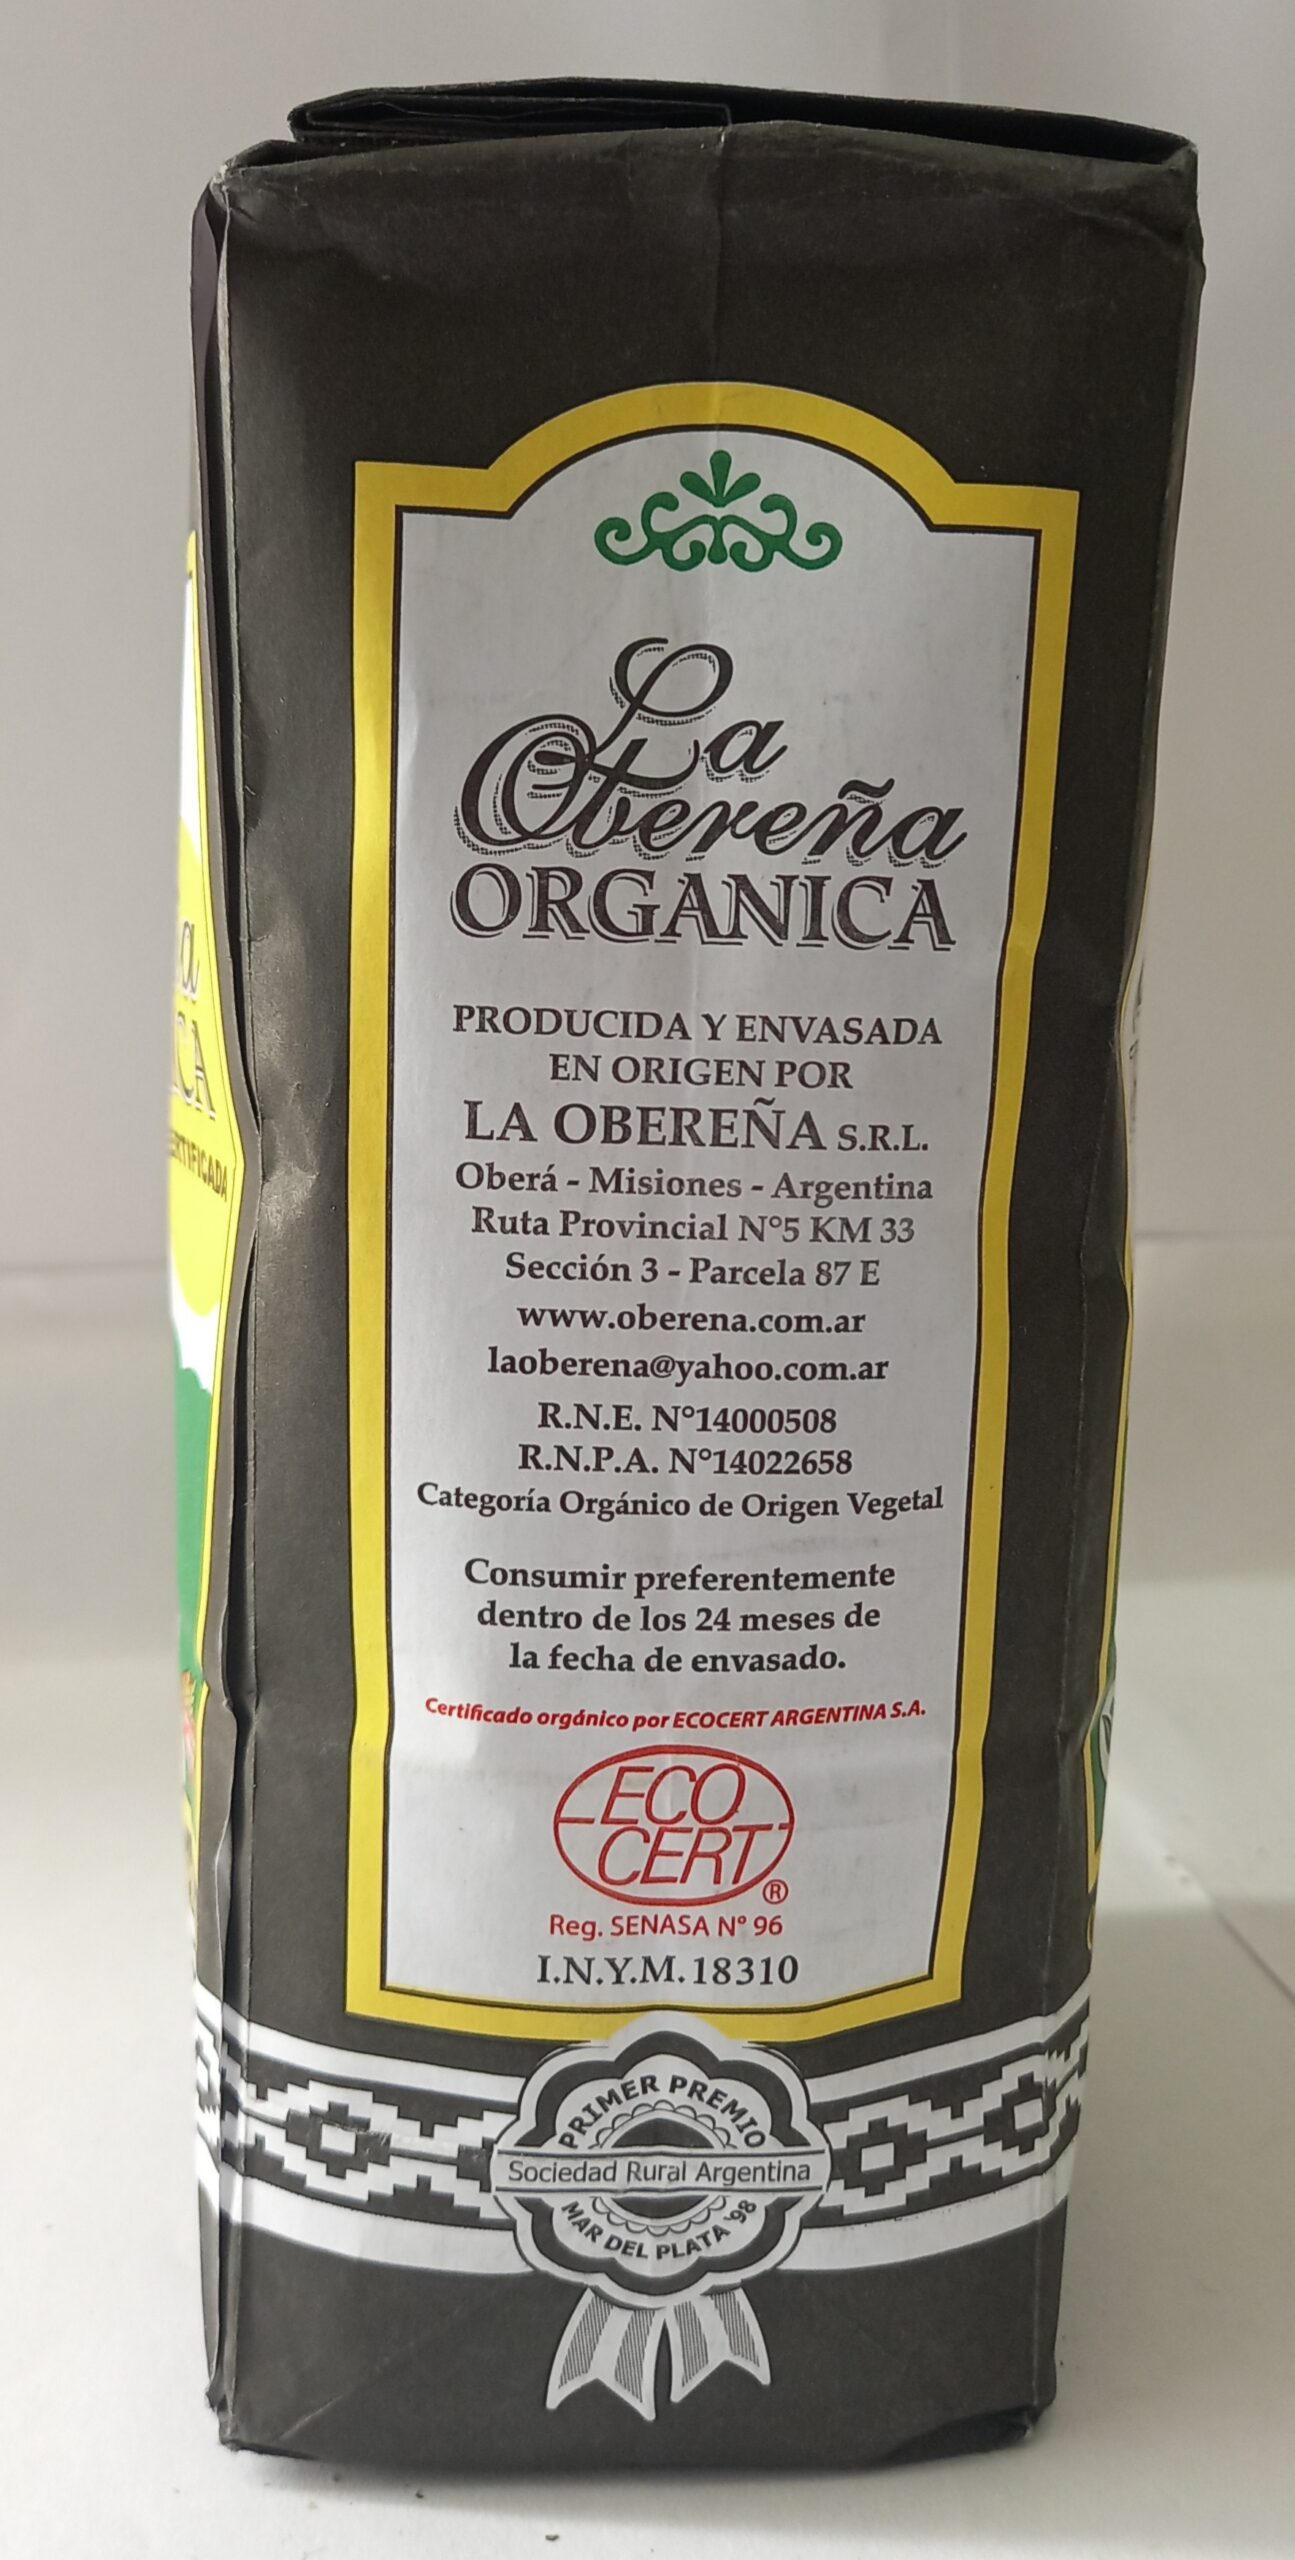 La
Obereña
ORGANICA
PRODUCIDA Y ENVASADA
EN ORIGEN POR
LA OBEREÑA S.R.L.
Oberá - Misiones - Argentina
Ruta Provincial N°5 KM 33
Sección 3 - Parcela 87 E
www.oberena.com.ar
laoberena@yahoo.com.ar
R.N.E. N°14000508
R.N.P.A. N°14022658
Categoría Orgánico de Origen Vegetal
Consumir preferentemente
dentro de los 24 meses de
la fecha de envasado.
Certificado orgánico por ECOCERT ARGENTINA S.A.
ECO
CERT ®
Reg. SENASA N° 96
I.N.Y.M. 18310
PRIMER PREMIO
Sociedad Rural Argentina
MAR DEL PLATA '98